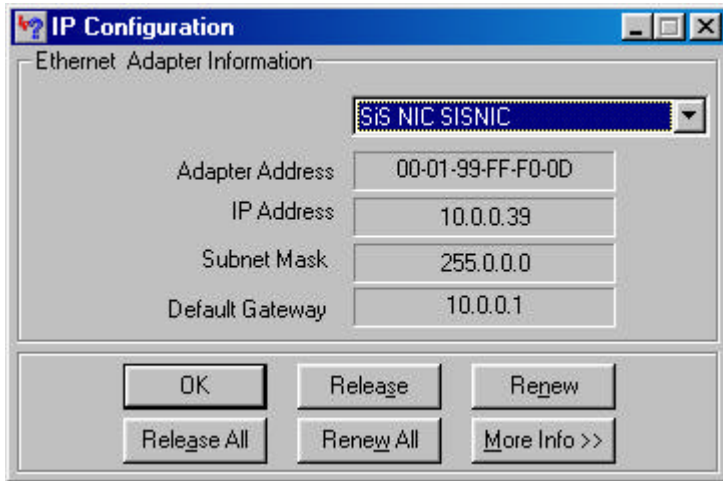 IP Configuration
Ethernet Adapter Information
SiS NIC SISNIC
Adapter Address 00-01-99-FF-F0-0D
IP Address 10.0.0.39
Subnet Mask 255.0.0.0
Default Gateway 10.0.0.1
OK Release Renew
Release All Renew All More Info >>